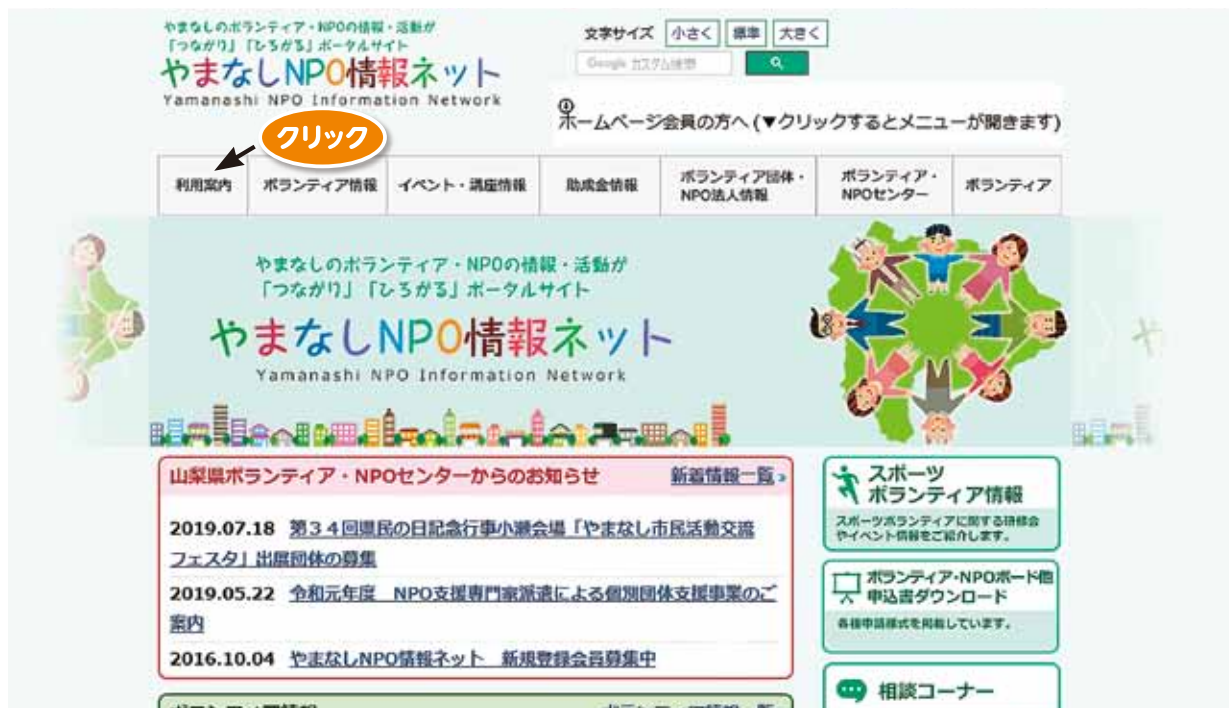 やまなしのボランティア・NPOの情報・活動が
「つながり」「ひろがる」ポータルサイト
やまなしNPO情報ネット
Yamanashi NPO Information Network
文字サイズ 小さく 標準 大きく
Google カスタム検索
ホームページ会員の方へ (▼クリックするとメニューが開きます)
クリック
利用案内 ボランティア情報 イベント・講座情報 助成金情報 ボランティア団体・ ボランティア・ ボランティア
NPO法人情報 NPOセンター
やまなしのボランティア・NPOの情報・活動が
「つながり」「ひろがる」ポータルサイト
やまなしNPO情報ネット
Yamanashi NPO Information Network
や
山梨県ボランティア・NPOセンターからのお知らせ 新着情報一覧 »
2019.07.18 第34回県民の日記念行事小瀬会場「やまなし市民活動交流
フェスタ」出展団体の募集
2019.05.22 令和元年度 NPO支援専門家派遣による個別団体支援事業のご
案内
2016.10.04 やまなしNPO情報ネット 新規登録会員募集中
スポーツ
ボランティア情報
スポーツボランティアに関する研修会
やイベント情報をご紹介します。
ボランティア・NPOボード他
申込書ダウンロード
各種申請様式を掲載しています。
相談コーナー